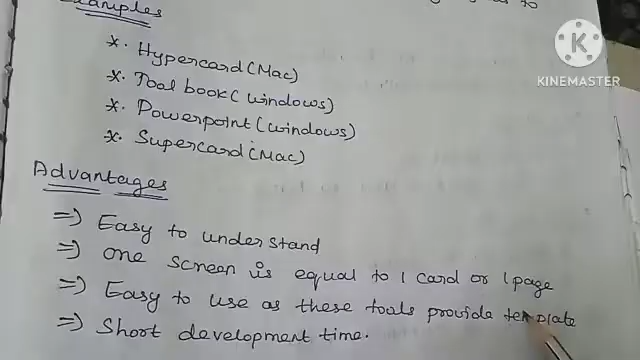 Examples
*. Hypercard (Mac)
*. Tool book (windows)
*. Powerpoint (windows)
*. Supercard (Mac)
Advantages
=> Easy to understand
=> one screen is equal to 1 card or 1 page
=> Easy to use as these tools provide template
=> Short development time.
KINEMASTER